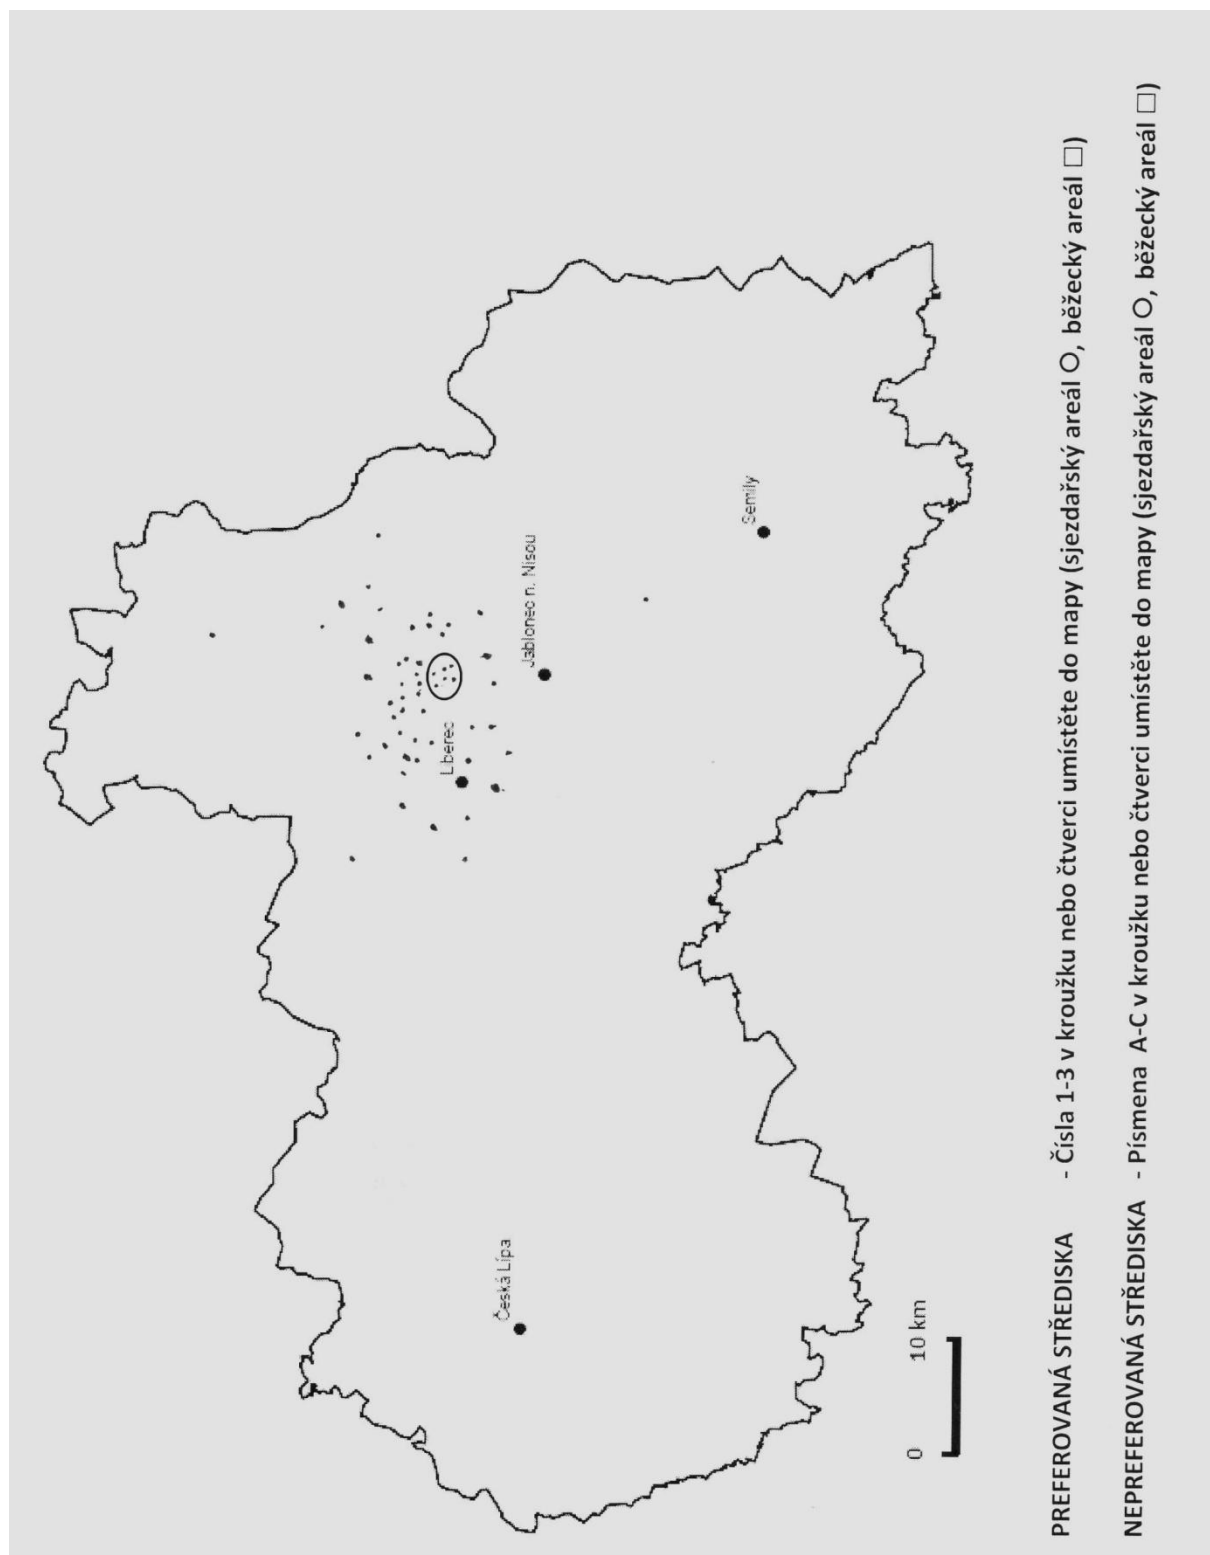 Liberec
Jablonec n. Nisou
Semily
Česká Lípa
0 10 km
PREFEROVANÁ STŘEDISKA - Čísla 1-3 v kroužku nebo čtverci umístěte do mapy (sjezdařský areál O, běžecký areál □)
NEPREFEROVANÁ STŘEDISKA - Písmena A-C v kroužku nebo čtverci umístěte do mapy (sjezdařský areál O, běžecký areál □)